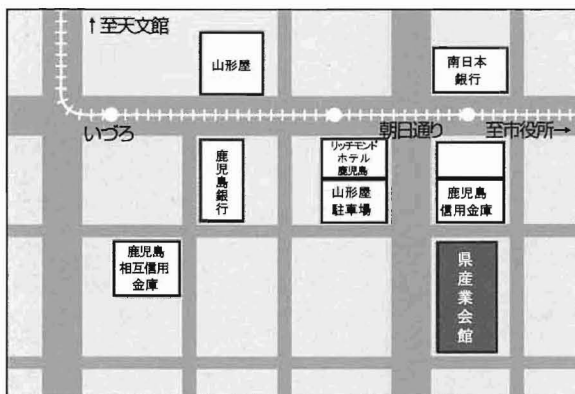 ↑至天文館
山形屋
南日本
銀行
いづろ
朝日通り
至市役所→
鹿児島銀行
リッチモンド
ホテル
鹿児島
山形屋
駐車場
鹿児島
信用金庫
鹿児島
相互信用
金庫
県産業会館